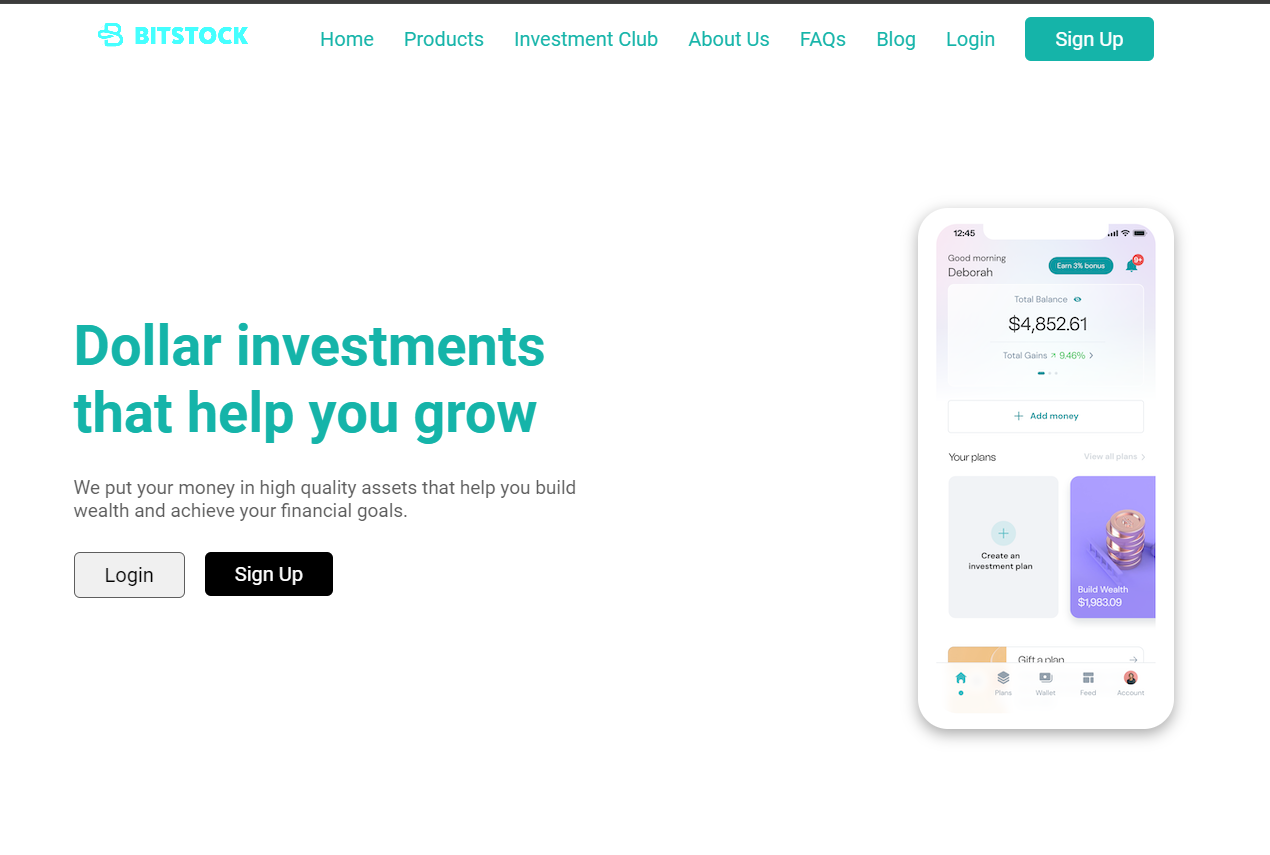 BITSTOCK
Home Products Investment Club About Us FAQs Blog Login Sign Up
Dollar investments
that help you grow
We put your money in high quality assets that help you build
wealth and achieve your financial goals.
Login Sign Up
12:45
Good morning
Deborah
Earn 3% bonus
9+
Total Balance
$4,852.61
Total Gains 9.46%
Add money
Your plans View all plans
Create an
investment plan
Build Wealth
$1,983.09
Gift a plan
Plans Wallet Feed Account